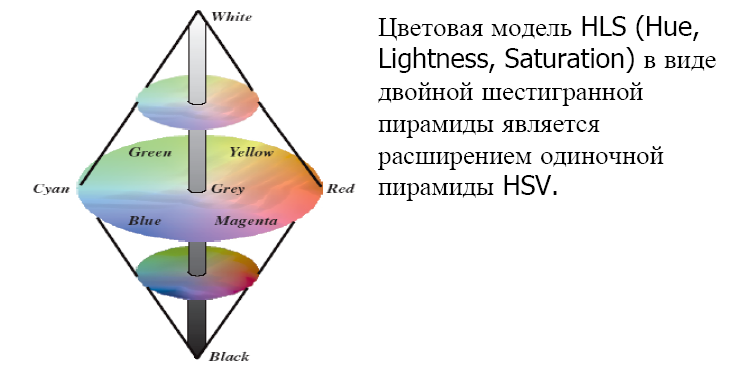 White
Green Yellow
Cyan Grey Red
Blue Magenta
Black
Цветовая модель HLS (Hue,
Lightness, Saturation) в виде
двойной шестигранной
пирамиды является
расширением одиночной
пирамиды HSV.